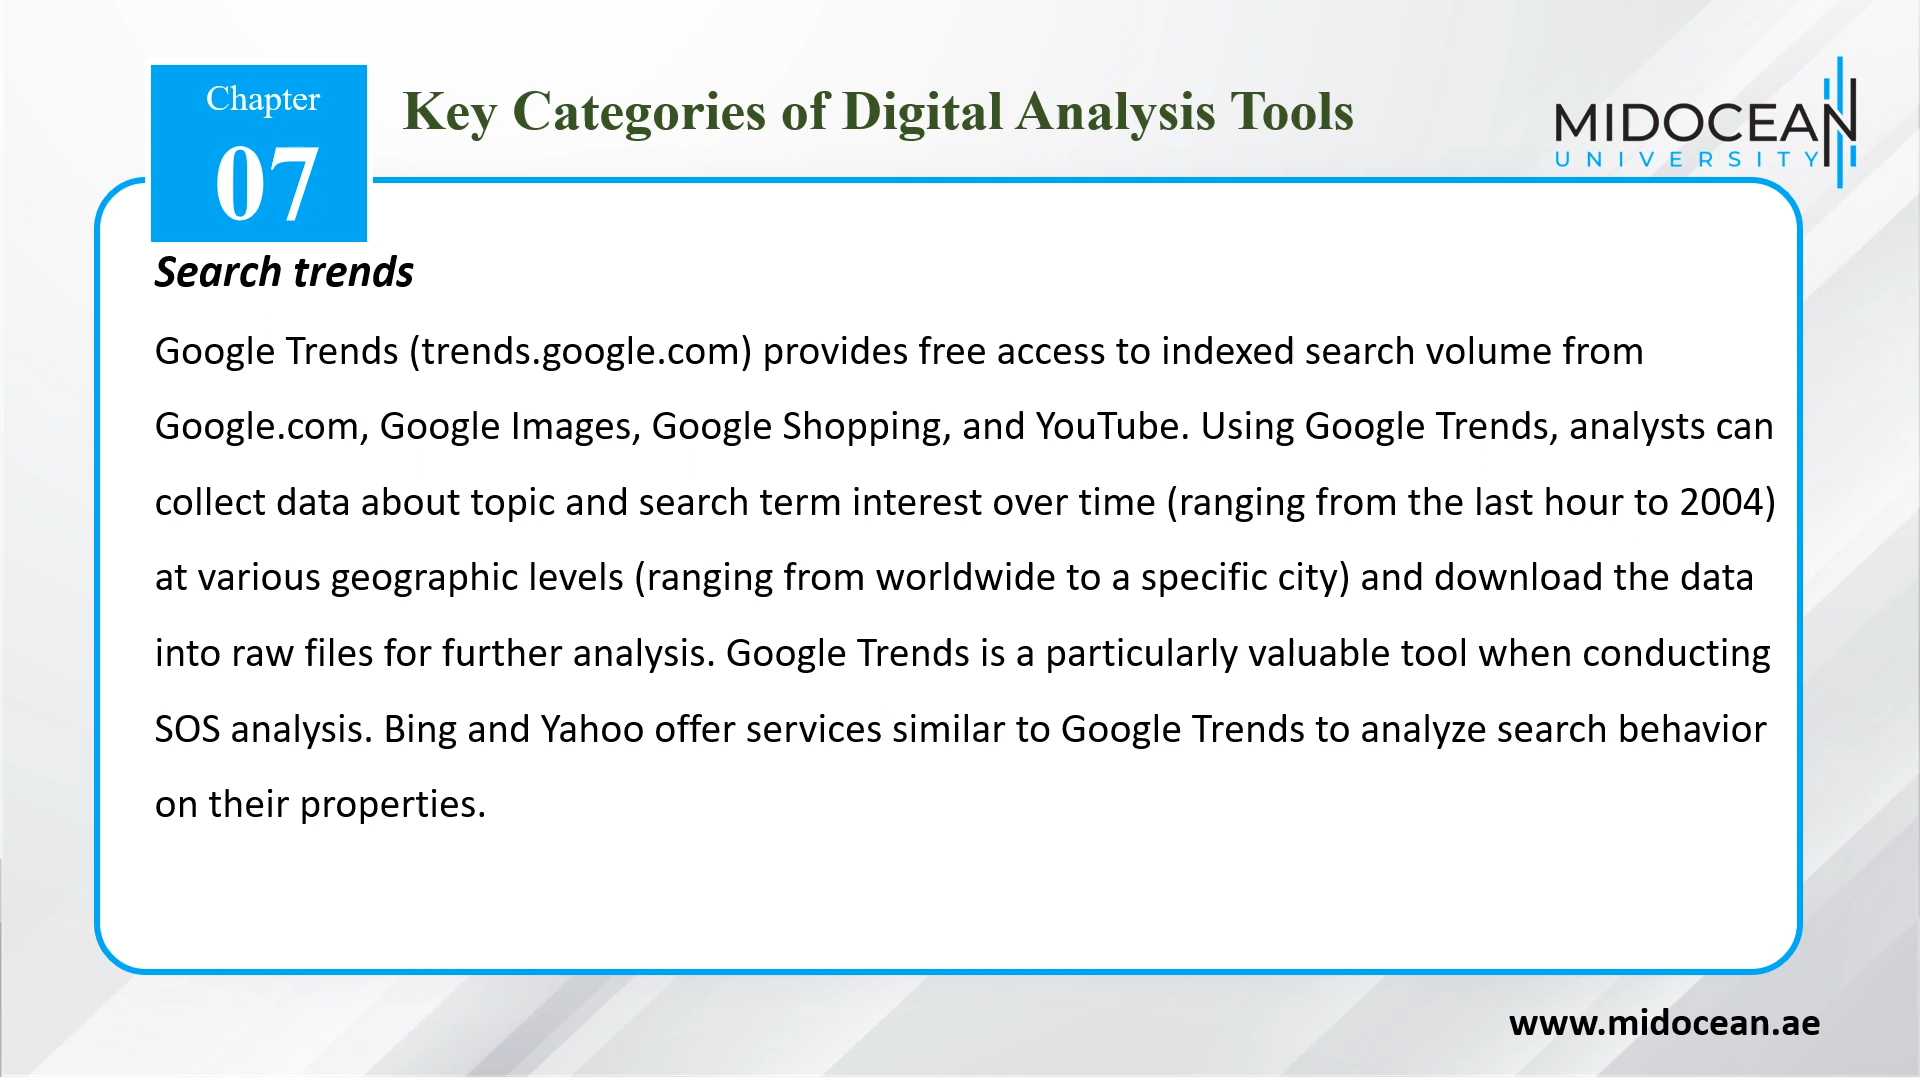 Chapter
07
Key Categories of Digital Analysis Tools
MIDOCEAN
UNIVERSITY
Search trends
Google Trends (trends.google.com) provides free access to indexed search volume from
Google.com, Google Images, Google Shopping, and YouTube. Using Google Trends, analysts can
collect data about topic and search term interest over time (ranging from the last hour to 2004)
at various geographic levels (ranging from worldwide to a specific city) and download the data
into raw files for further analysis. Google Trends is a particularly valuable tool when conducting
SOS analysis. Bing and Yahoo offer services similar to Google Trends to analyze search behavior
on their properties.
www.midocean.ae